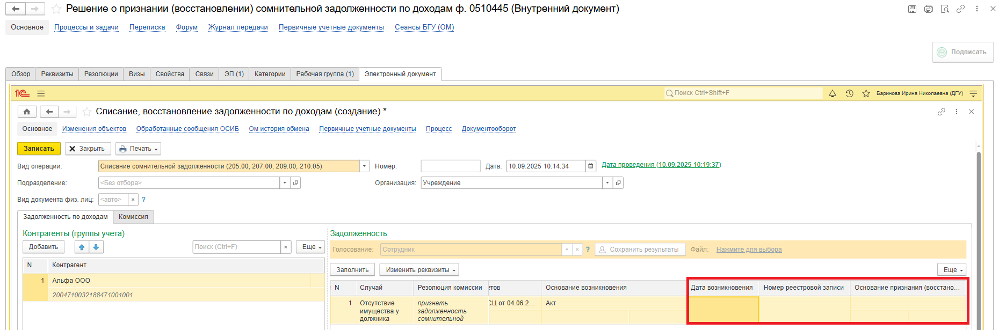 Решение о признании (восстановлении) сомнительной задолженности по доходам ф. 0510445 (Внутренний документ)
Основное Процессы и задачи Переписка Форум Журнал передачи Первичные учетные документы Сеансы БГУ (ОМ)
Подписать
Обзор Реквизиты Резолюции Визы Свойства Связи ЭП (1) Категории Рабочая группа (1) Электронный документ
1С Поиск Ctrl+Shift+F Баринова Ирина Николаевна (ДГУ)
Списание, восстановление задолженности по доходам (создание) *
Основное Изменения объектов Обработанные сообщения ОСИБ Ом история обмена Первичные учетные документы Процесс Документооборот
Записать Закрыть Печать
Вид операции: Списание сомнительной задолженности (205.00, 207.00, 209.00, 210.05) Номер: Дата: 10.09.2025 10:14:34 Дата проведения (10.09.2025 10:19:37)
Подразделение: <Без отбора> Организация: Учреждение
Вид документа физ. лиц: <авто> × ?
Задолженность по доходам Комиссия
Контрагенты (группы учета) Задолженность
Добавить Поиск (Ctrl+F) × Еще Голосование: Сотрудник × ? Сохранить результаты Файл: Нажмите для выбора
N Контрагент Заполнить Изменить реквизиты Еще
1 Альфа ООО
2004710032188471001001
N Случай Резолюция комиссии етов Основание возникновения Дата возникновения Номер реестровой записи Основание признания (восстано...
1 Отсутствие имущества у должника признать задолженность сомнительной СЦ от 04.06.2... Акт